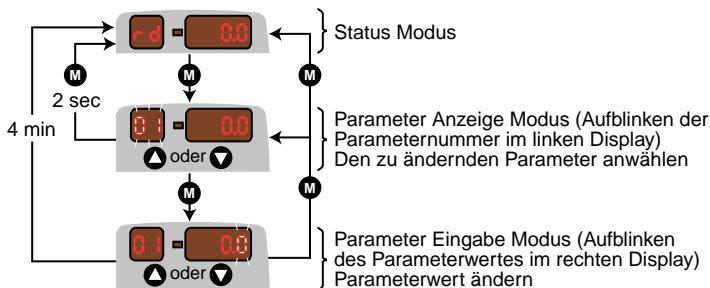 rd - 0.0
Status Modus
M
M
M
2 sec
4 min
01 - 0.0
Parameter Anzeige Modus (Aufblinken der
Parameternummer im linken Display)
Den zu ändernden Parameter anwählen
oder
M
M
01 - 0.0
Parameter Eingabe Modus (Aufblinken
des Parameterwertes im rechten Display)
Parameterwert ändern
oder